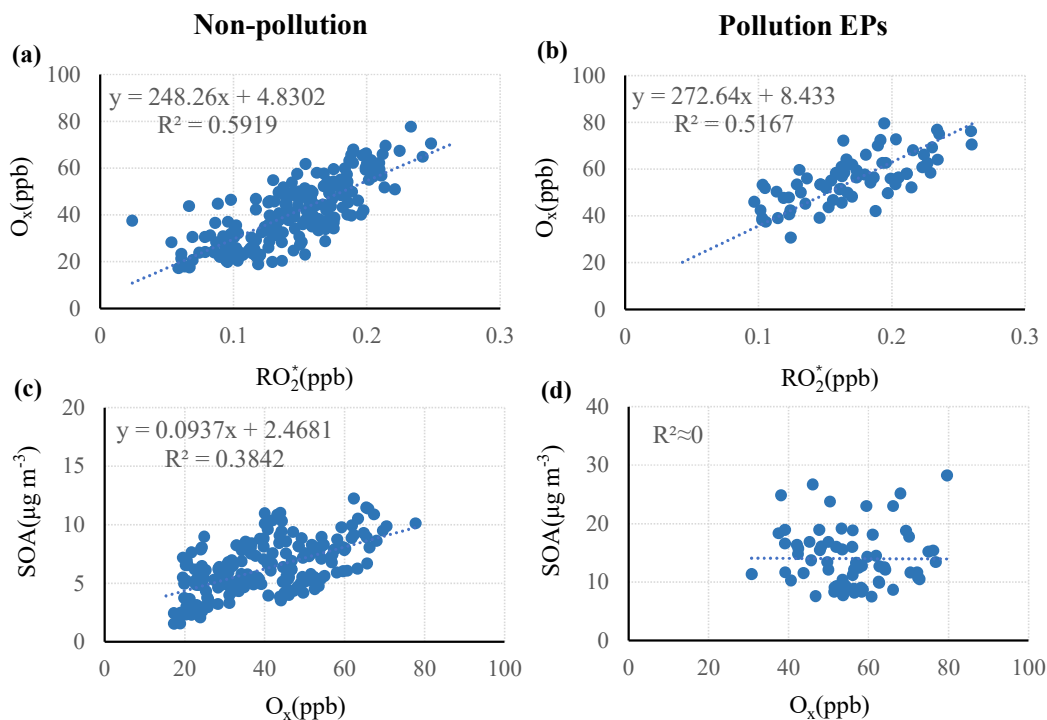 Non-pollution
Pollution EPs
(a)
100
80
60
40
20
0
y = 248.26x + 4.8302
R² = 0.5919
Oₓ(ppb)
0
0.1
0.2
0.3
RO₂*(ppb)
(b)
100
80
60
40
20
0
y = 272.64x + 8.433
R² = 0.5167
Oₓ(ppb)
0
0.1
0.2
0.3
RO₂*(ppb)
(c)
20
15
10
5
0
y = 0.0937x + 2.4681
R² = 0.3842
SOA(μg m⁻³)
0
20
40
60
80
100
Oₓ(ppb)
(d)
40
30
20
10
0
R²≈0
SOA(μg m⁻³)
0
20
40
60
80
100
Oₓ(ppb)